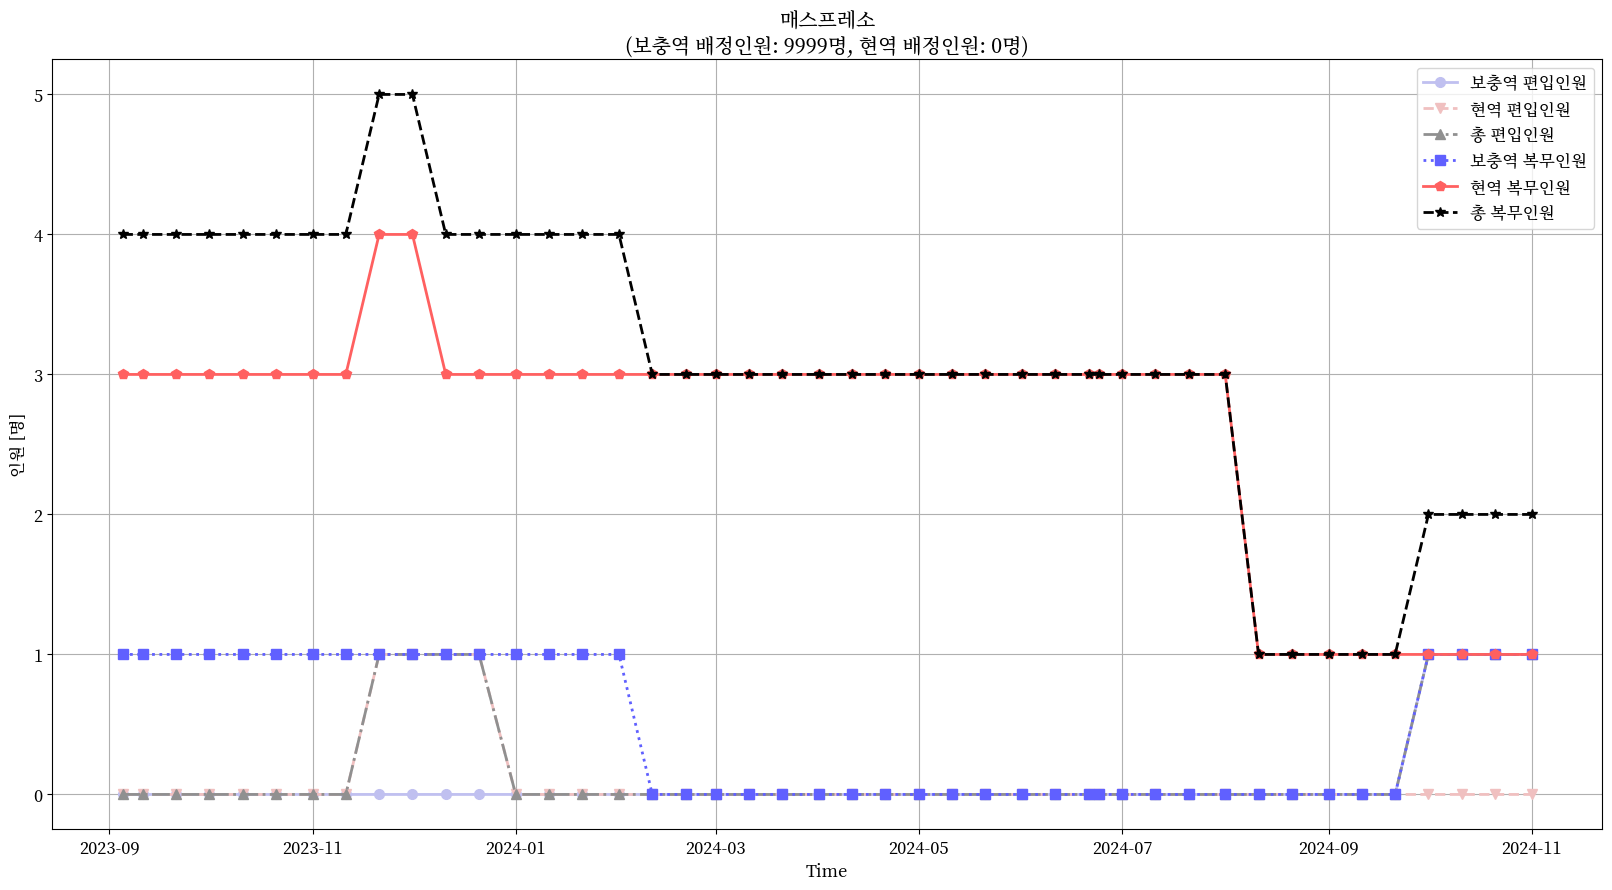 매스프레소
(보충역 배정인원: 9999명, 현역 배정인원: 0명)
보충역 편입인원
현역 편입인원
총 편입인원
보충역 복무인원
현역 복무인원
총 복무인원
인원 [명]
5
4
3
2
1
0
2023-09
2023-11
2024-01
2024-03
2024-05
2024-07
2024-09
2024-11
Time